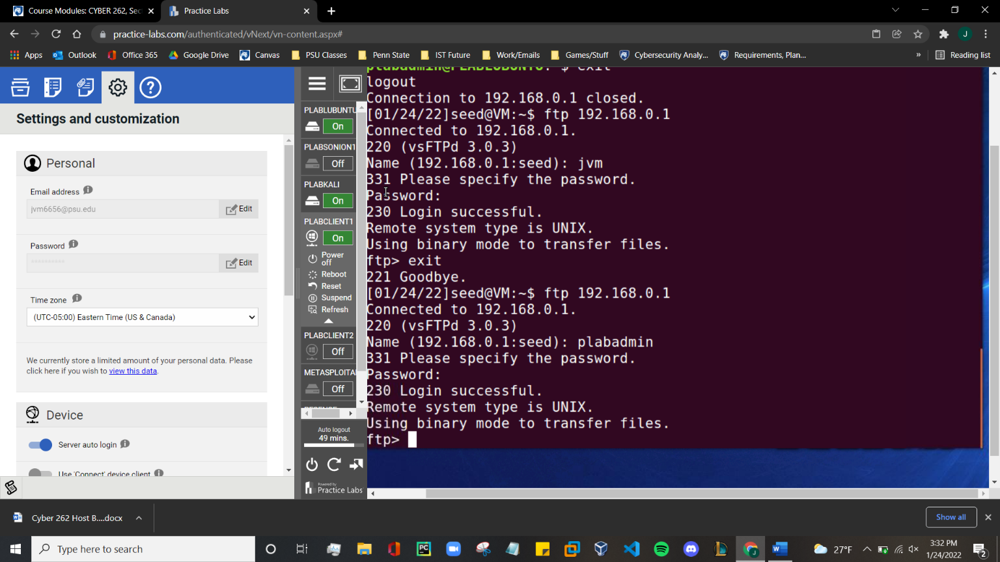 Course Modules: CYBER 262, Sec
Practice Labs
practice-labs.com/authenticated/vNext/vn-content.aspx#
J
Apps
Outlook
Office 365
Google Drive
Canvas
PSU Classes
Penn State
IST Future
Work/Emails
Games/Stuff
Cybersecurity Analy...
Requirements, Plan...
»
Reading list
Settings and customization
Personal
Email address
jvm6656@psu.edu
Edit
Password
**********
Edit
Time zone
(UTC-05:00) Eastern Time (US & Canada)
We currently store a limited amount of your personal data. Please
click here if you wish to view this data.
Device
Server auto login
Use 'Connect' device client
PLABLUBUNTU
On
PLABSONION1
Off
PLABKALI
On
PLABCLIENT1
On
Power
off
Reboot
Reset
Suspend
Refresh
PLABCLIENT2
Off
METASPLOITA
Off
Auto logout
49 mins.
Powered by
Practice Labs
plabadmin@PLABLUBUNTU: $ exit
logout
Connection to 192.168.0.1 closed.
[01/24/22]seed@VM:~$ ftp 192.168.0.1
Connected to 192.168.0.1.
220 (vsFTPd 3.0.3)
Name (192.168.0.1:seed): jvm
331 Please specify the password.
Password:
230 Login successful.
Remote system type is UNIX.
Using binary mode to transfer files.
ftp> exit
221 Goodbye.
[01/24/22]seed@VM:~$ ftp 192.168.0.1
Connected to 192.168.0.1.
220 (vsFTPd 3.0.3)
Name (192.168.0.1:seed): plabadmin
331 Please specify the password.
Password:
230 Login successful.
Remote system type is UNIX.
Using binary mode to transfer files.
ftp>
Cyber 262 Host B....docx
Show all
Type here to search
27°F
3:32 PM
1/24/2022
2